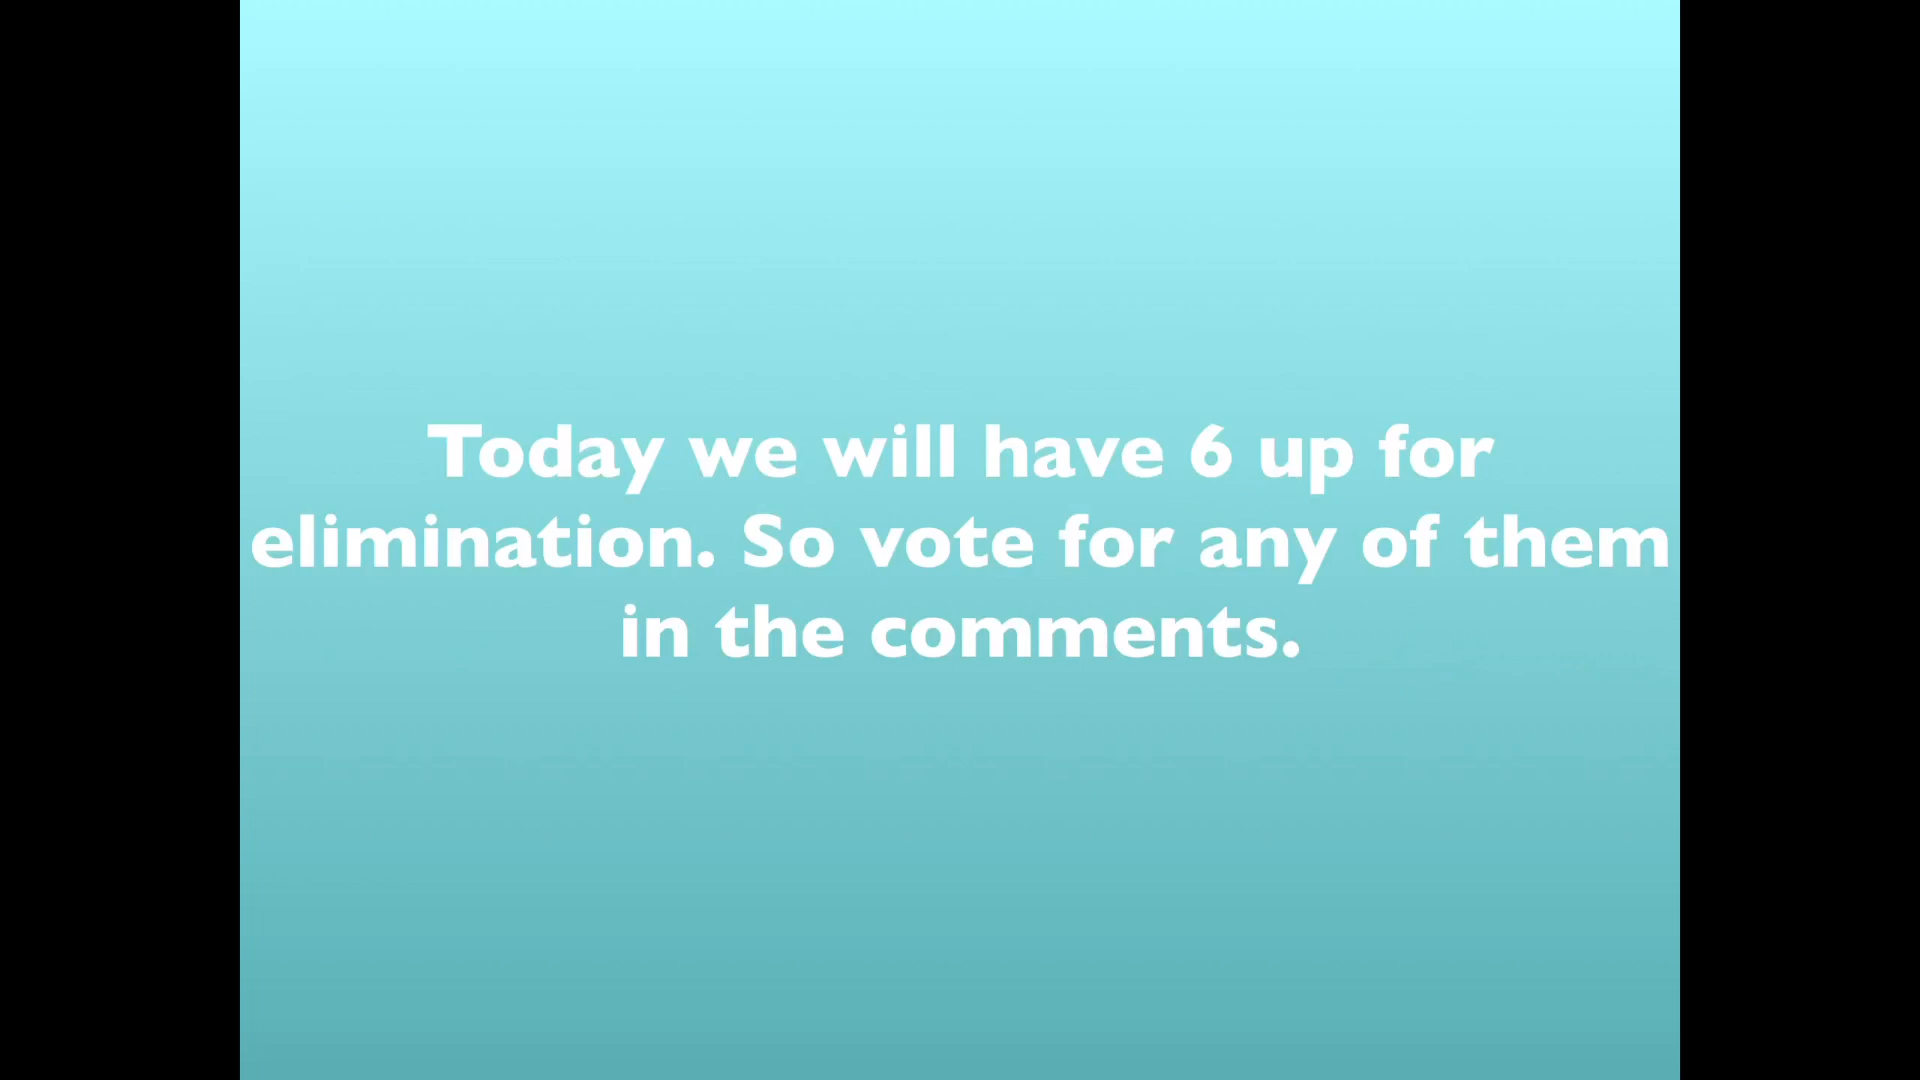 Today we will have 6 up for
elimination. So vote for any of them
in the comments.